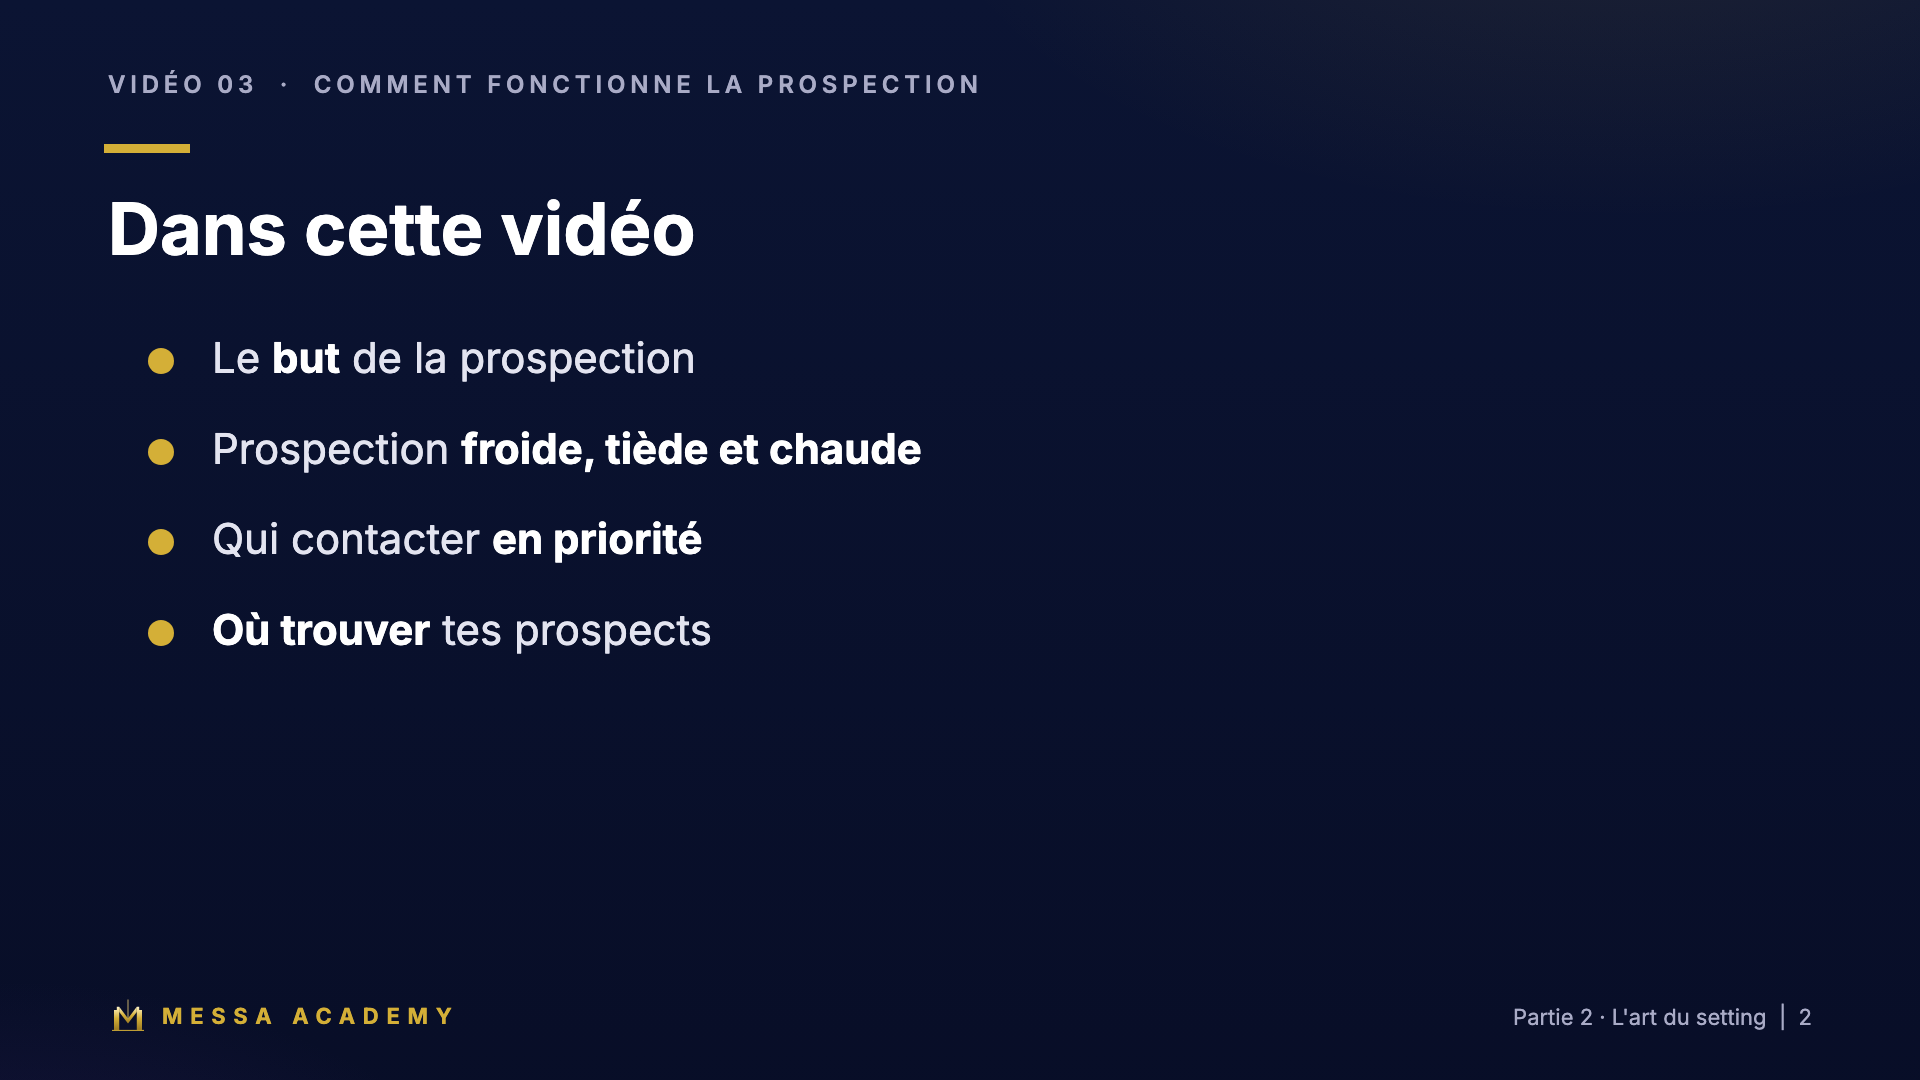 VIDÉO 03 · COMMENT FONCTIONNE LA PROSPECTION
Dans cette vidéo
Le but de la prospection
Prospection froide, tiède et chaude
Qui contacter en priorité
Où trouver tes prospects
MESSA ACADEMY
Partie 2 · L'art du setting | 2